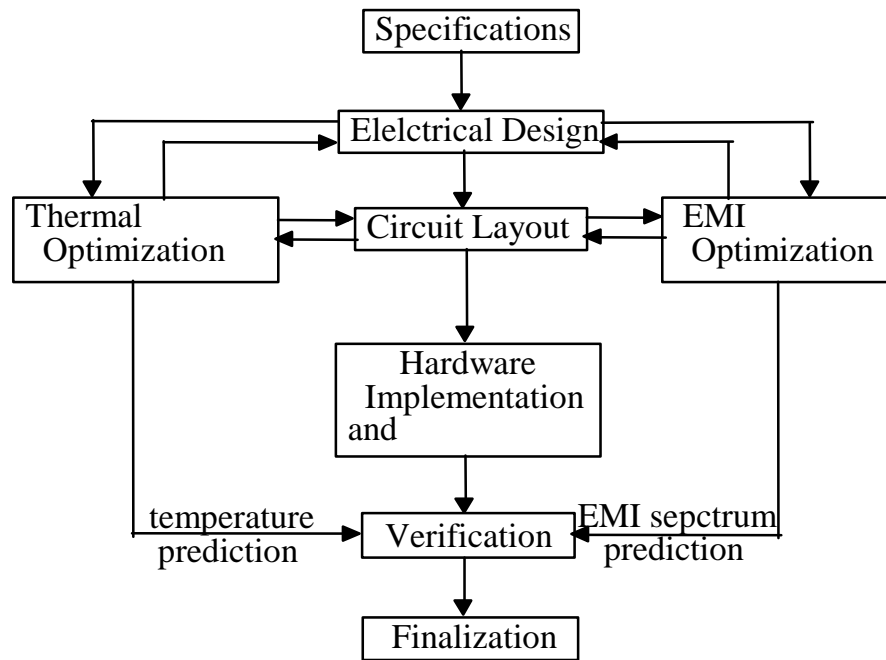 Specifications
Elelctrical Design
Thermal
Optimization
Circuit Layout
EMI
Optimization
Hardware
Implementation
and
temperature
prediction
Verification
EMI sepctrum
prediction
Finalization